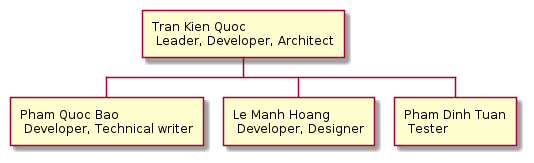 Tran Kien Quoc
Leader, Developer, Architect
Pham Quoc Bao
Developer, Technical writer
Le Manh Hoang
Developer, Designer
Pham Dinh Tuan
Tester